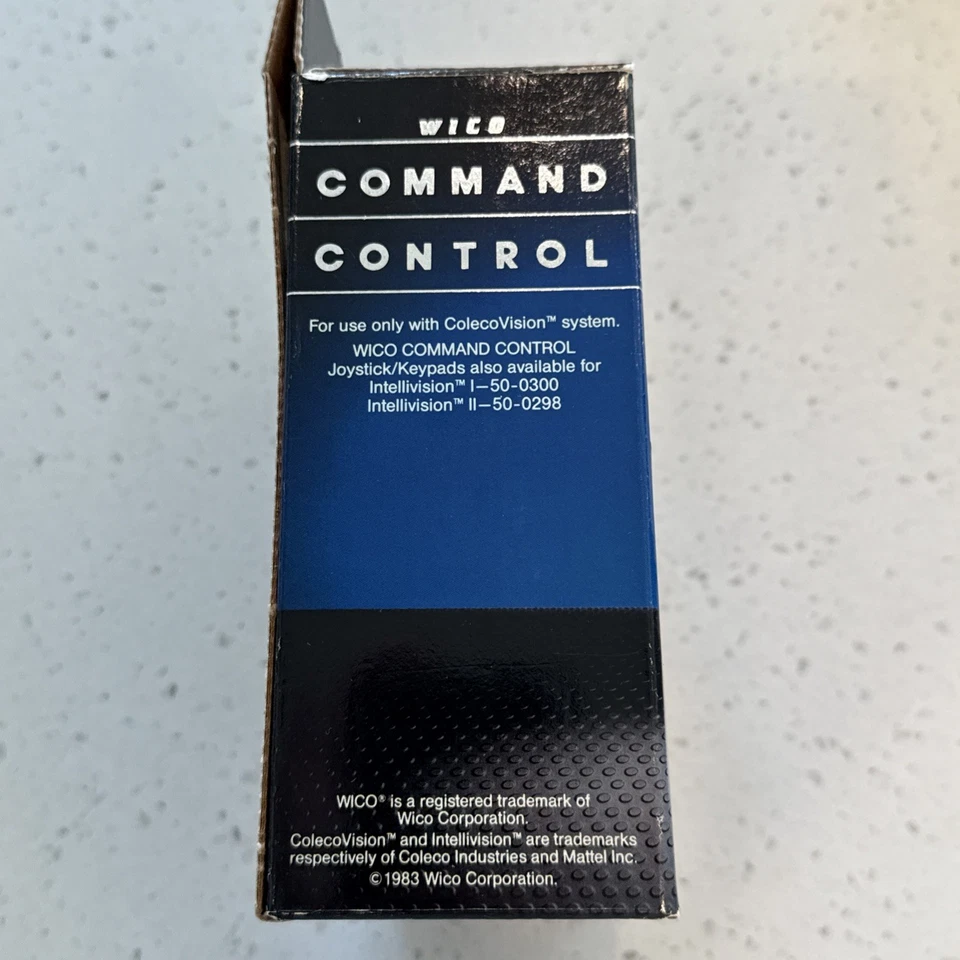 WICO
COMMAND
CONTROL
For use only with ColecoVision™ system.
WICO COMMAND CONTROL
Joystick/Keypads also available for
Intellivision™ I—50-0300
Intellivision™ II—50-0298
WICO® is a registered trademark of
Wico Corporation.
ColecoVision™ and Intellivision™ are trademarks
respectively of Coleco Industries and Mattel Inc.
©1983 Wico Corporation.